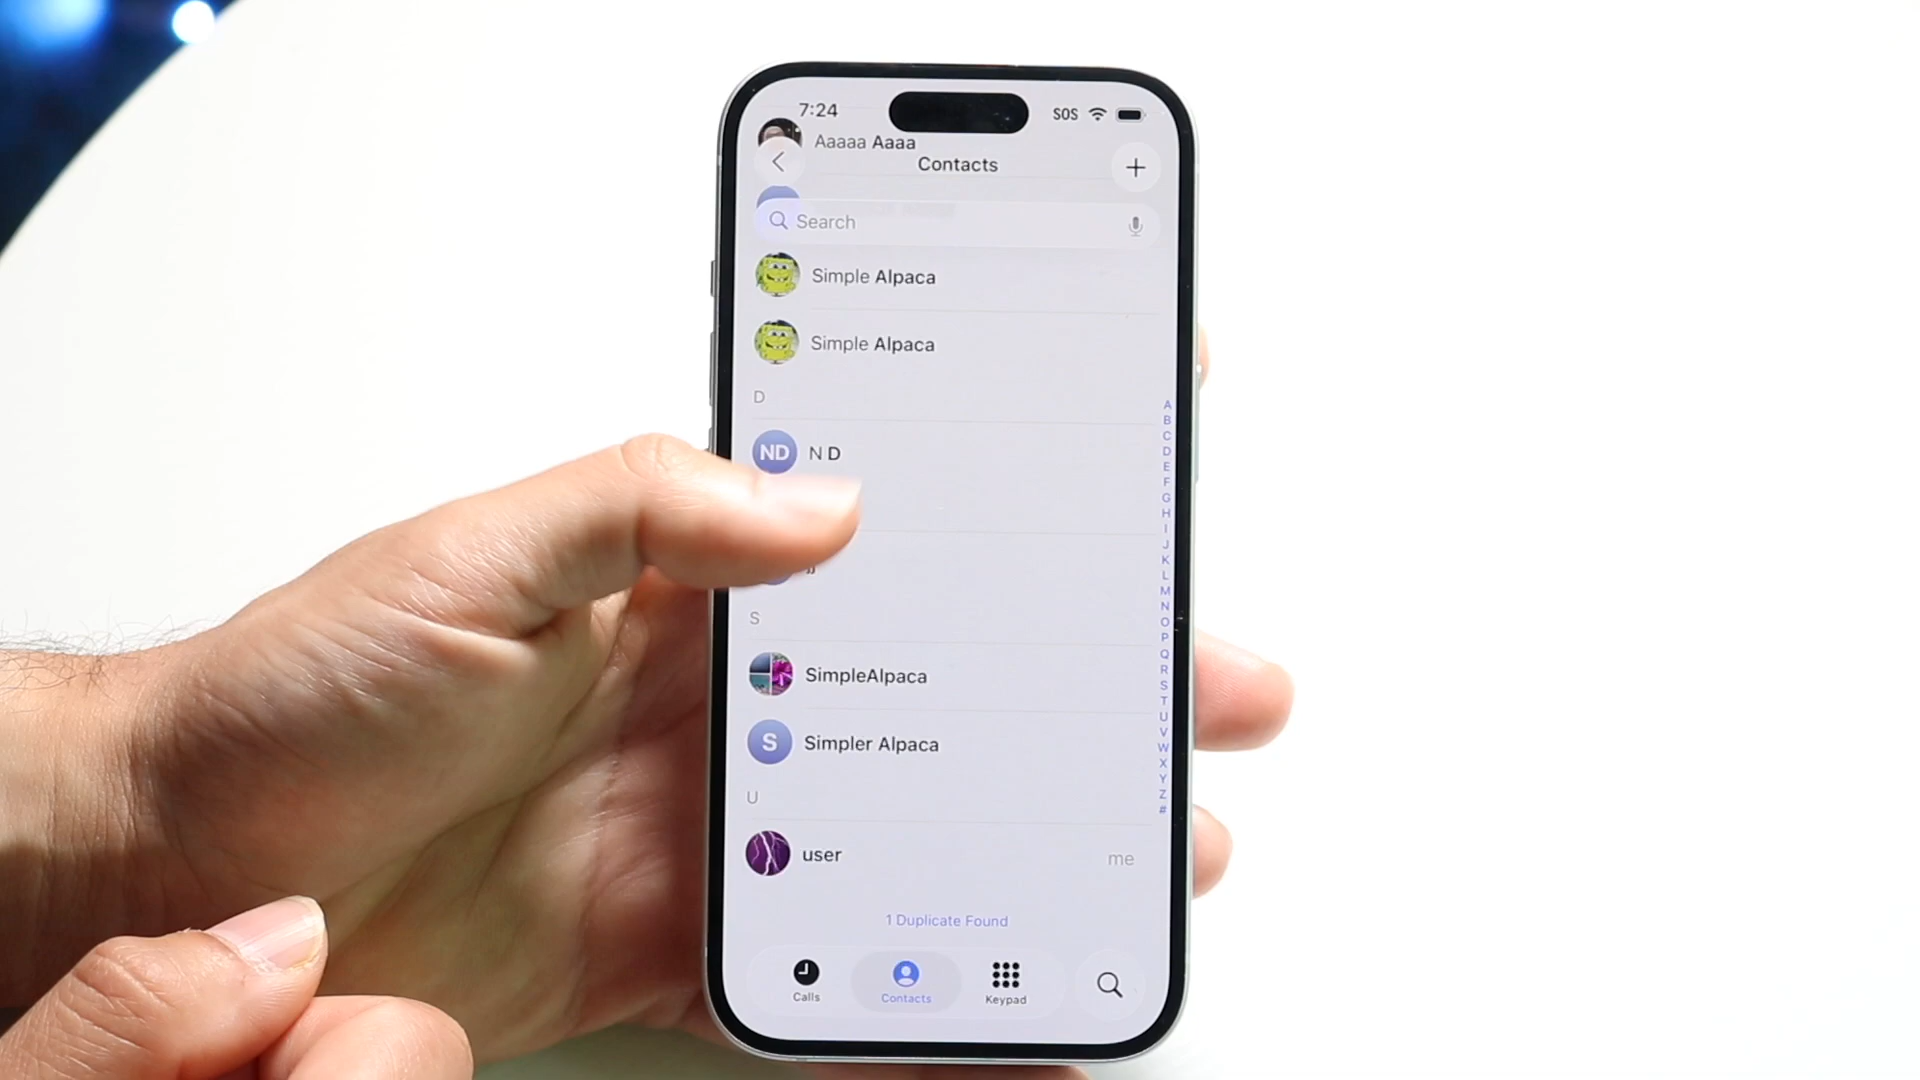 7:24
SOS
Aaaaa Aaaa
Contacts
Search
Simple Alpaca
Simple Alpaca
D
ND
N D
S
SimpleAlpaca
S
Simpler Alpaca
U
user
me
1 Duplicate Found
Calls
Contacts
Keypad
A
B
C
D
E
F
G
H
I
J
K
L
M
N
O
P
Q
R
S
T
U
V
W
X
Y
Z
#